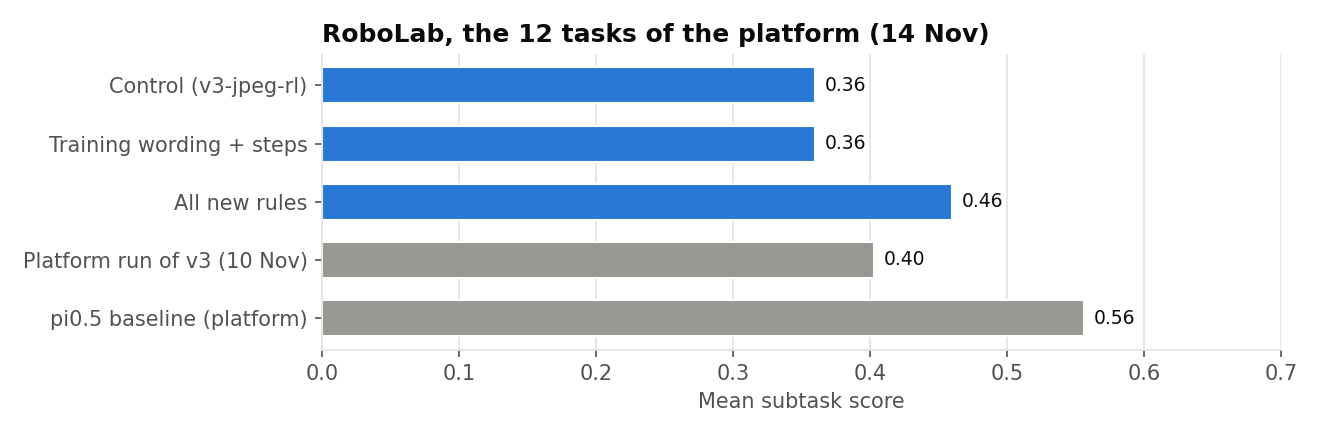 RoboLab, the 12 tasks of the platform (14 Nov)
Control (v3-jpeg-rl) 0.36
Training wording + steps 0.36
All new rules 0.46
Platform run of v3 (10 Nov) 0.40
pi0.5 baseline (platform) 0.56
0.0 0.1 0.2 0.3 0.4 0.5 0.6 0.7
Mean subtask score